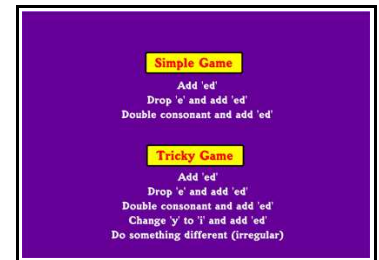 Simple Game
Add 'ed'
Drop 'e' and add 'ed'
Double consonant and add 'ed'
Tricky Game
Add 'ed'
Drop 'e' and add 'ed'
Double consonant and add 'ed'
Change 'y' to 'i' and add 'ed'
Do something different (irregular)